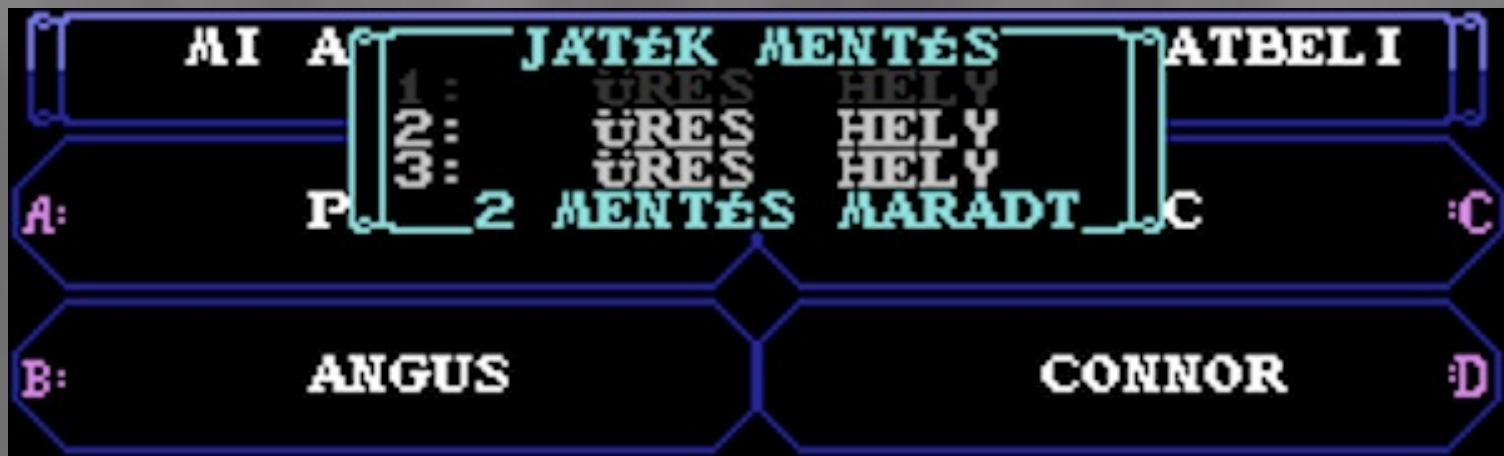 MI A ATBELI
JÁTÉK MENTÉS
1: ÜRES HELY
2: ÜRES HELY
3: ÜRES HELY
2 MENTÉS MARADT
A: P C :C
B: ANGUS CONNOR :D